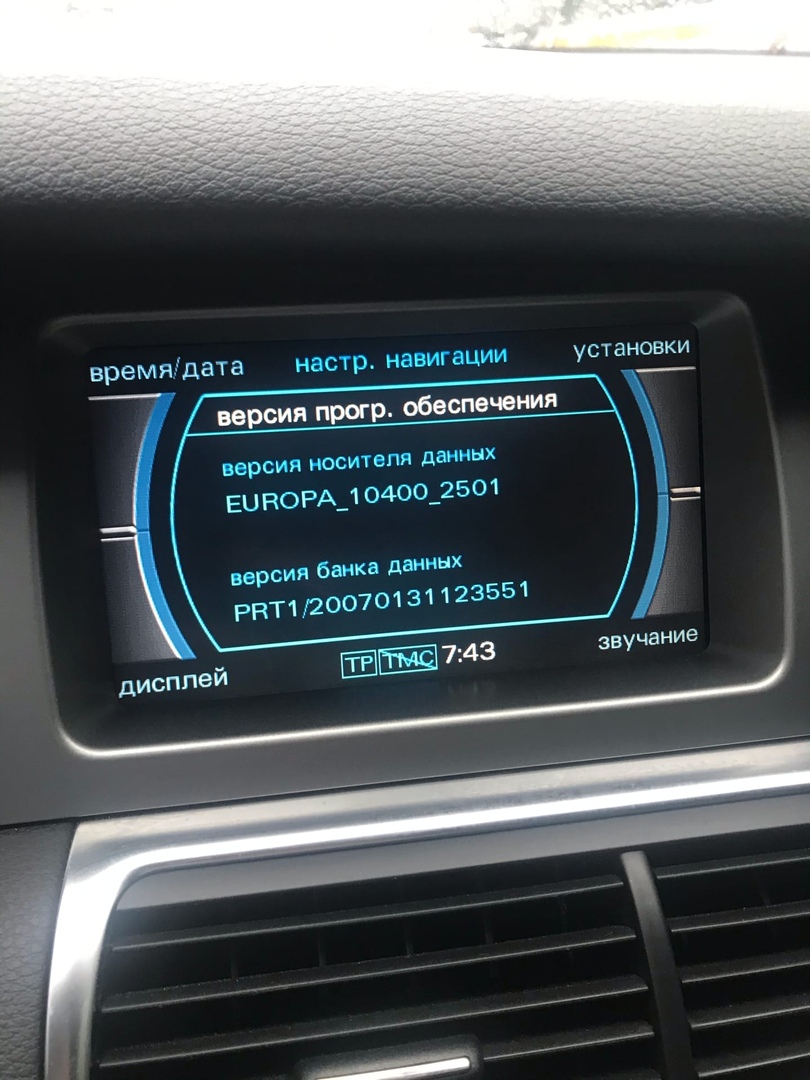 время/дата настр. навигации установки
версия прогр. обеспечения
версия носителя данных
EUROPA_10400_2501
версия банка данных
PRT1/20070131123551
дисплей TP TMC 7:43 звучание